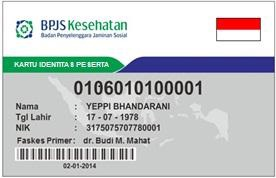 BPJS Kesehatan
Badan Penyelenggara Jaminan Sosial
KARTU IDENTITAS PESERTA
0106010100001
Nama : YEPPI BHANDARANI
Tgl Lahir : 17 - 07 - 1978
NIK : 3175075707780001
Faskes Primer : dr. Budi M. Mahat
02-01-2014